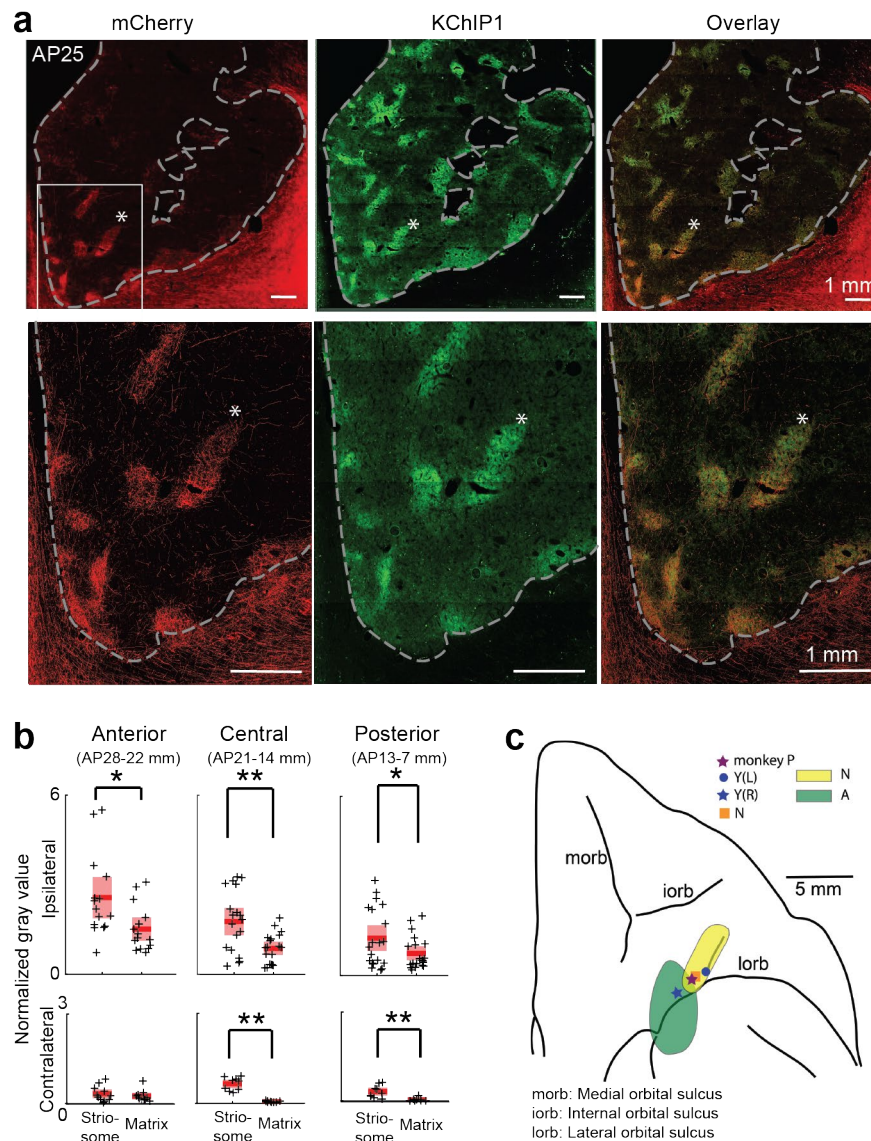 a
mCherry KChIP1 Overlay
AP25
*
*
*
1 mm
*
*
*
1 mm
b
Anterior Central Posterior
(AP28-22 mm) (AP21-14 mm) (AP13-7 mm)
* ** *
6
0
Ipsilateral
Normalized gray value
** **
3
0
Contralateral
Strio-
some
Matrix
Strio-
some
Matrix
Strio-
some
Matrix
c
monkey P
Y(L)
Y(R)
N
N
A
5 mm
morb
iorb
lorb
morb: Medial orbital sulcus
iorb: Internal orbital sulcus
lorb: Lateral orbital sulcus